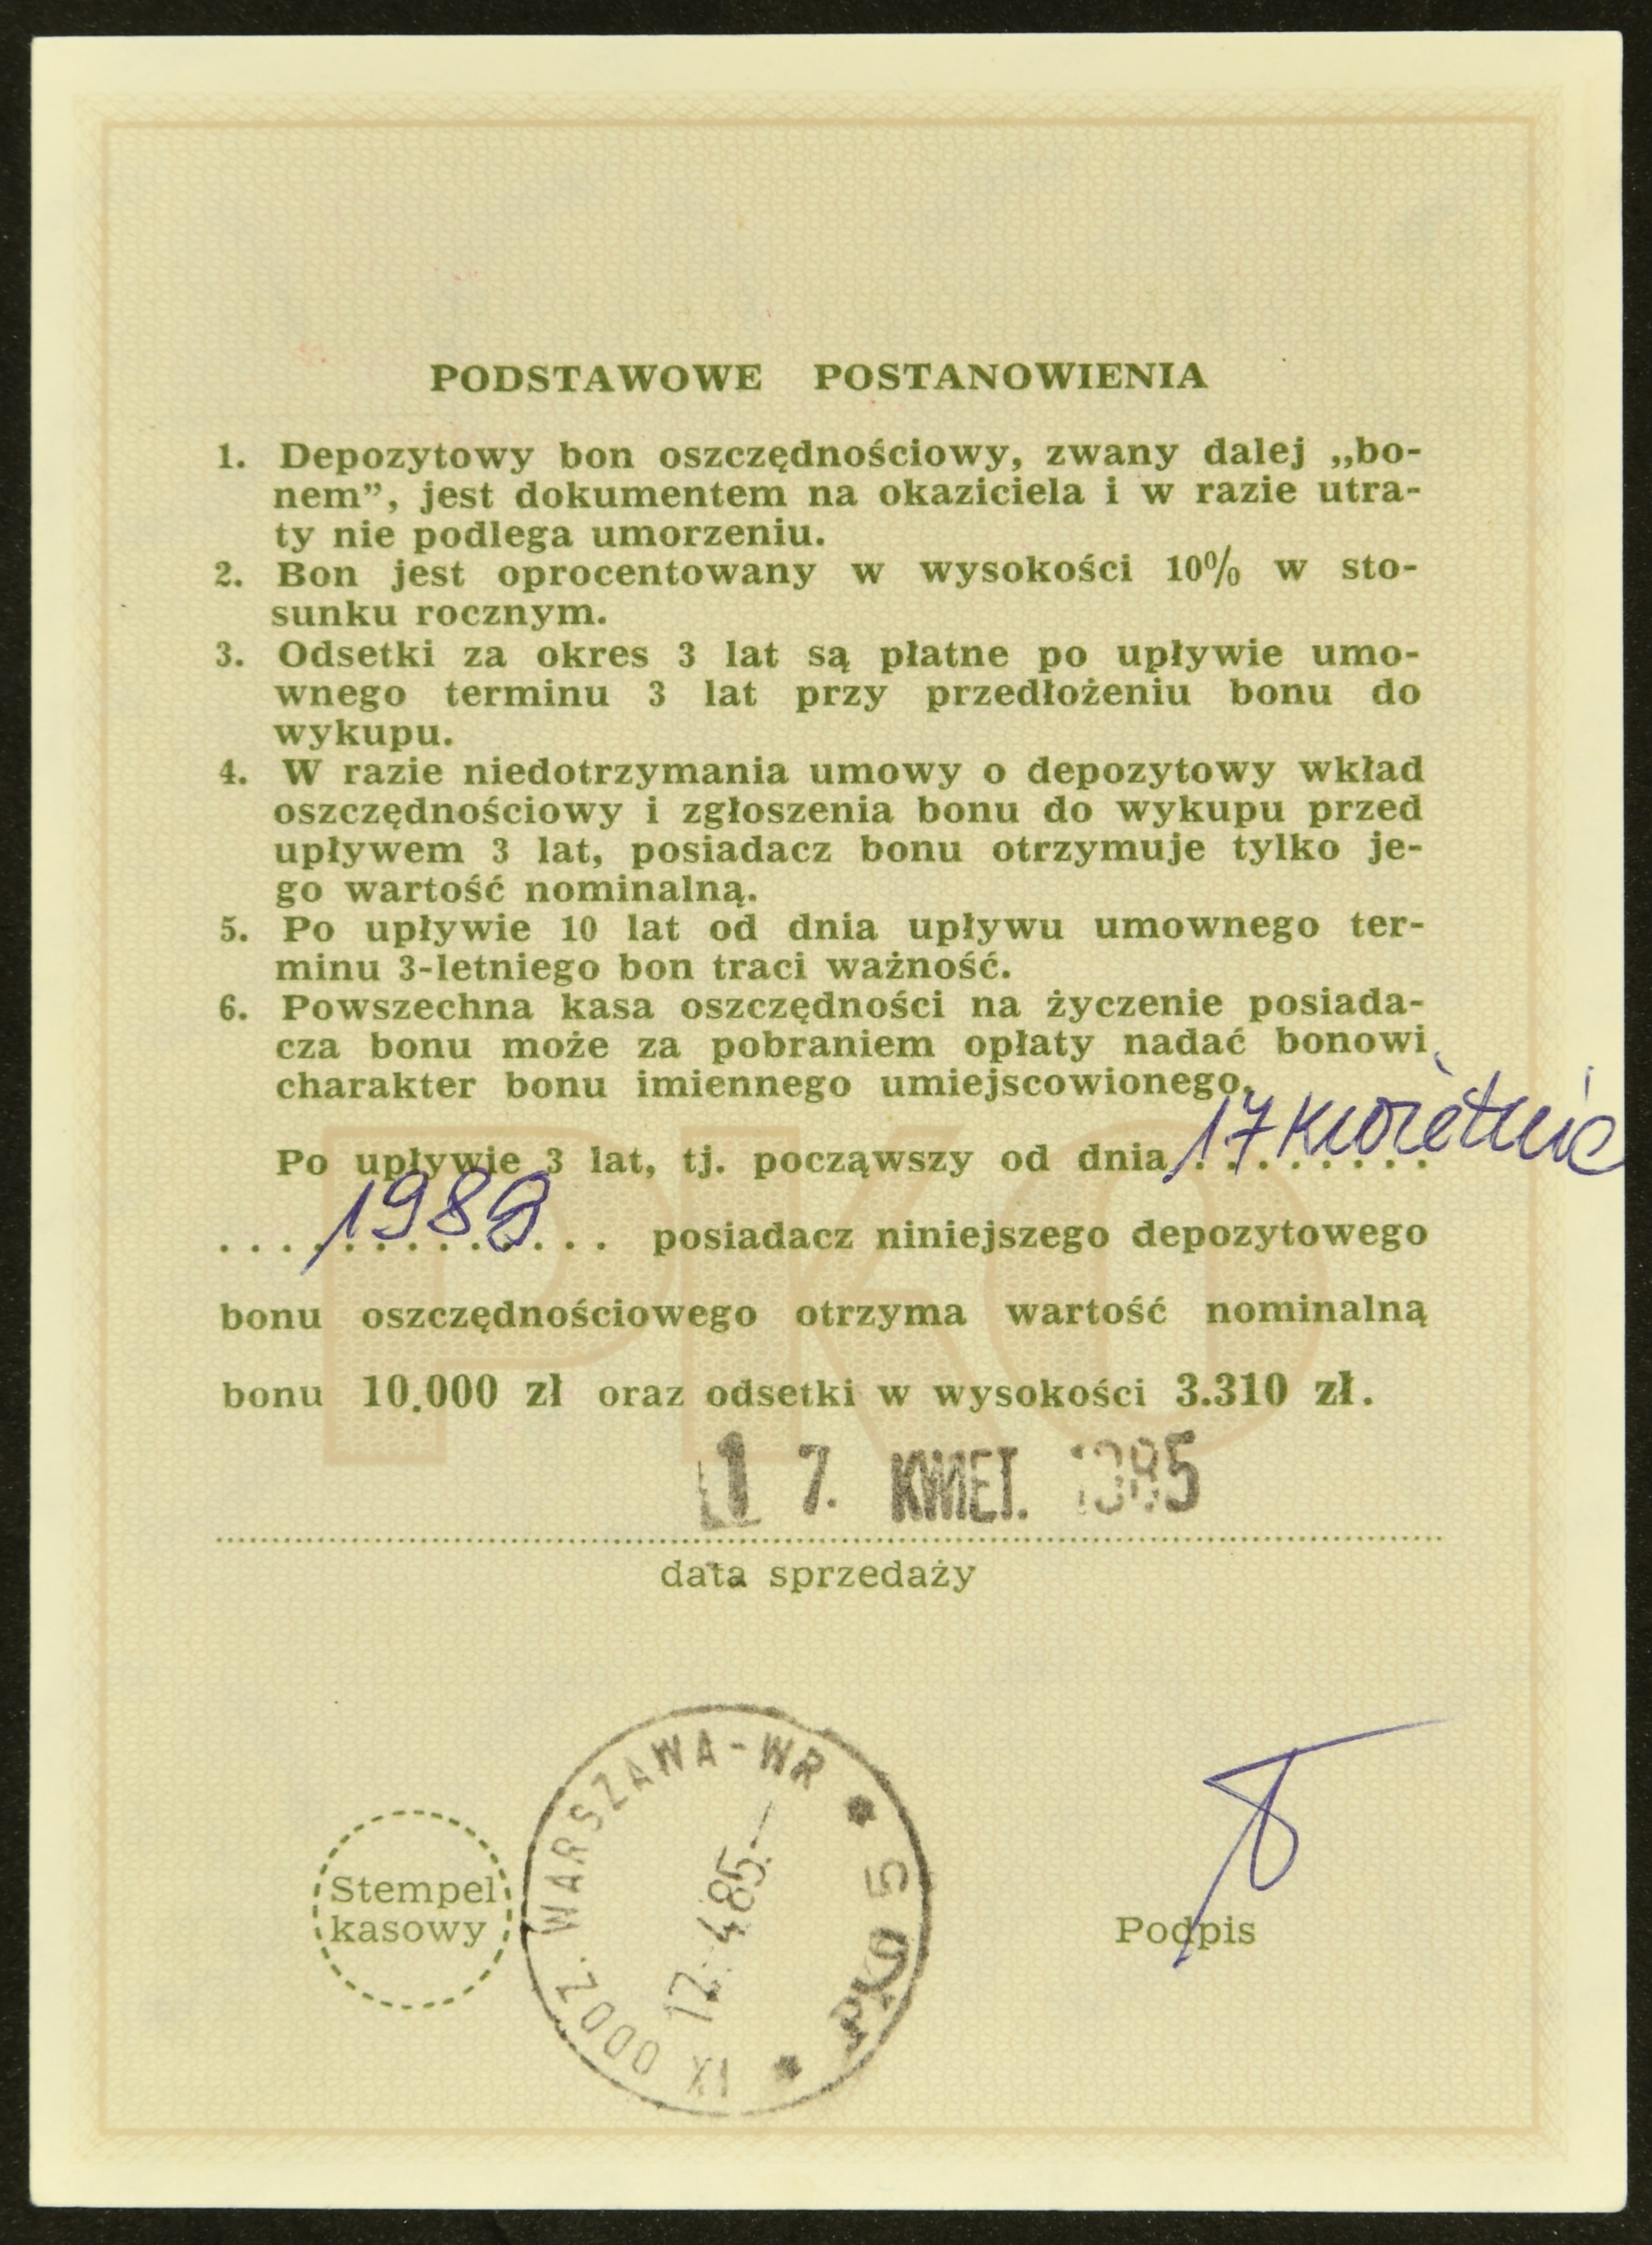 PODSTAWOWE POSTANOWIENIA
1. Depozytowy bon oszczędnościowy, zwany dalej „bo-
nem”, jest dokumentem na okaziciela i w razie utra-
ty nie podlega umorzeniu.
2. Bon jest oprocentowany w wysokości 10% w sto-
sunku rocznym.
3. Odsetki za okres 3 lat są płatne po upływie umo-
wnego terminu 3 lat przy przedłożeniu bonu do
wykupu.
4. W razie niedotrzymania umowy o depozytowy wkład
oszczędnościowy i zgłoszenia bonu do wykupu przed
upływem 3 lat, posiadacz bonu otrzymuje tylko je-
go wartość nominalną.
5. Po upływie 10 lat od dnia upływu umownego ter-
minu 3-letniego bon traci ważność.
6. Powszechna kasa oszczędności na życzenie posiada-
cza bonu może za pobraniem opłaty nadać bonowi
charakter bonu imiennego umiejscowionego.
Po upływie 3 lat, tj. począwszy od dnia 17 kwietnia
1988 posiadacz niniejszego depozytowego
bonu oszczędnościowego otrzyma wartość nominalną
bonu 10.000 zł oraz odsetki w wysokości 3.310 zł.
PKO
17. KWIET. 1985
data sprzedaży
Stempel
kasowy
IX ODDZ. WARSZAWA-WR * PKO 5 *
17.-4.85.-
Podpis